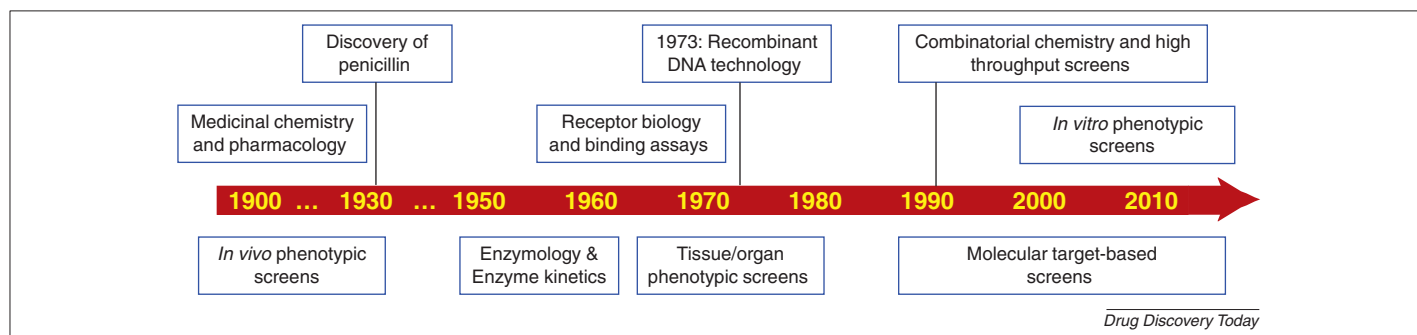 Discovery of
penicillin
1973: Recombinant
DNA technology
Combinatorial chemistry and high
throughput screens
Medicinal chemistry
and pharmacology
Receptor biology
and binding assays
In vitro phenotypic
screens
1900 ... 1930 ... 1950 1960 1970 1980 1990 2000 2010
In vivo phenotypic
screens
Enzymology &
Enzyme kinetics
Tissue/organ
phenotypic screens
Molecular target-based
screens
Drug Discovery Today